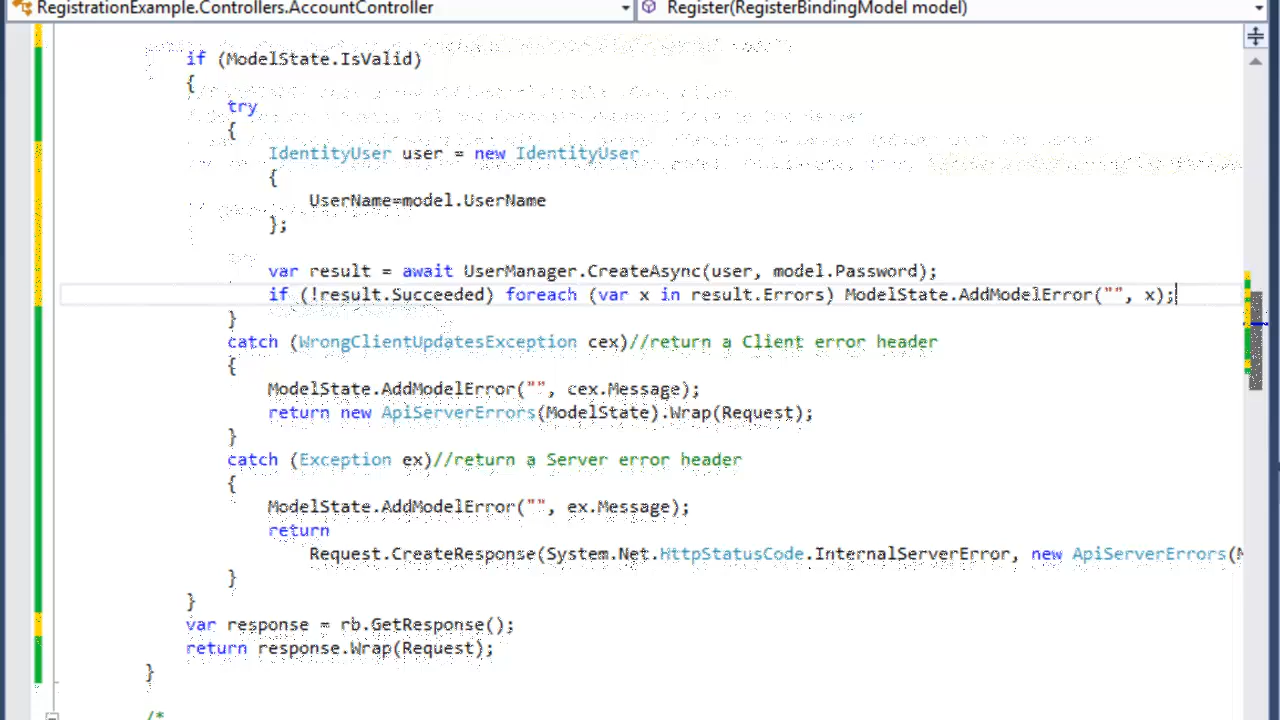 RegistrationExample.Controllers.AccountController
Register(RegisterBindingModel model)
if (ModelState.IsValid)
{
try
{
IdentityUser user = new IdentityUser
{
UserName=model.UserName
};
var result = await UserManager.CreateAsync(user, model.Password);
if (!result.Succeeded) foreach (var x in result.Errors) ModelState.AddModelError("", x);
}
catch (WrongClientUpdatesException cex)//return a Client error header
{
ModelState.AddModelError("", cex.Message);
return new ApiServerErrors(ModelState).Wrap(Request);
}
catch (Exception ex)//return a Server error header
{
ModelState.AddModelError("", ex.Message);
return
Request.CreateResponse(System.Net.HttpStatusCode.InternalServerError, new ApiServerErrors(
}
}
var response = rb.GetResponse();
return response.Wrap(Request);
}
/*